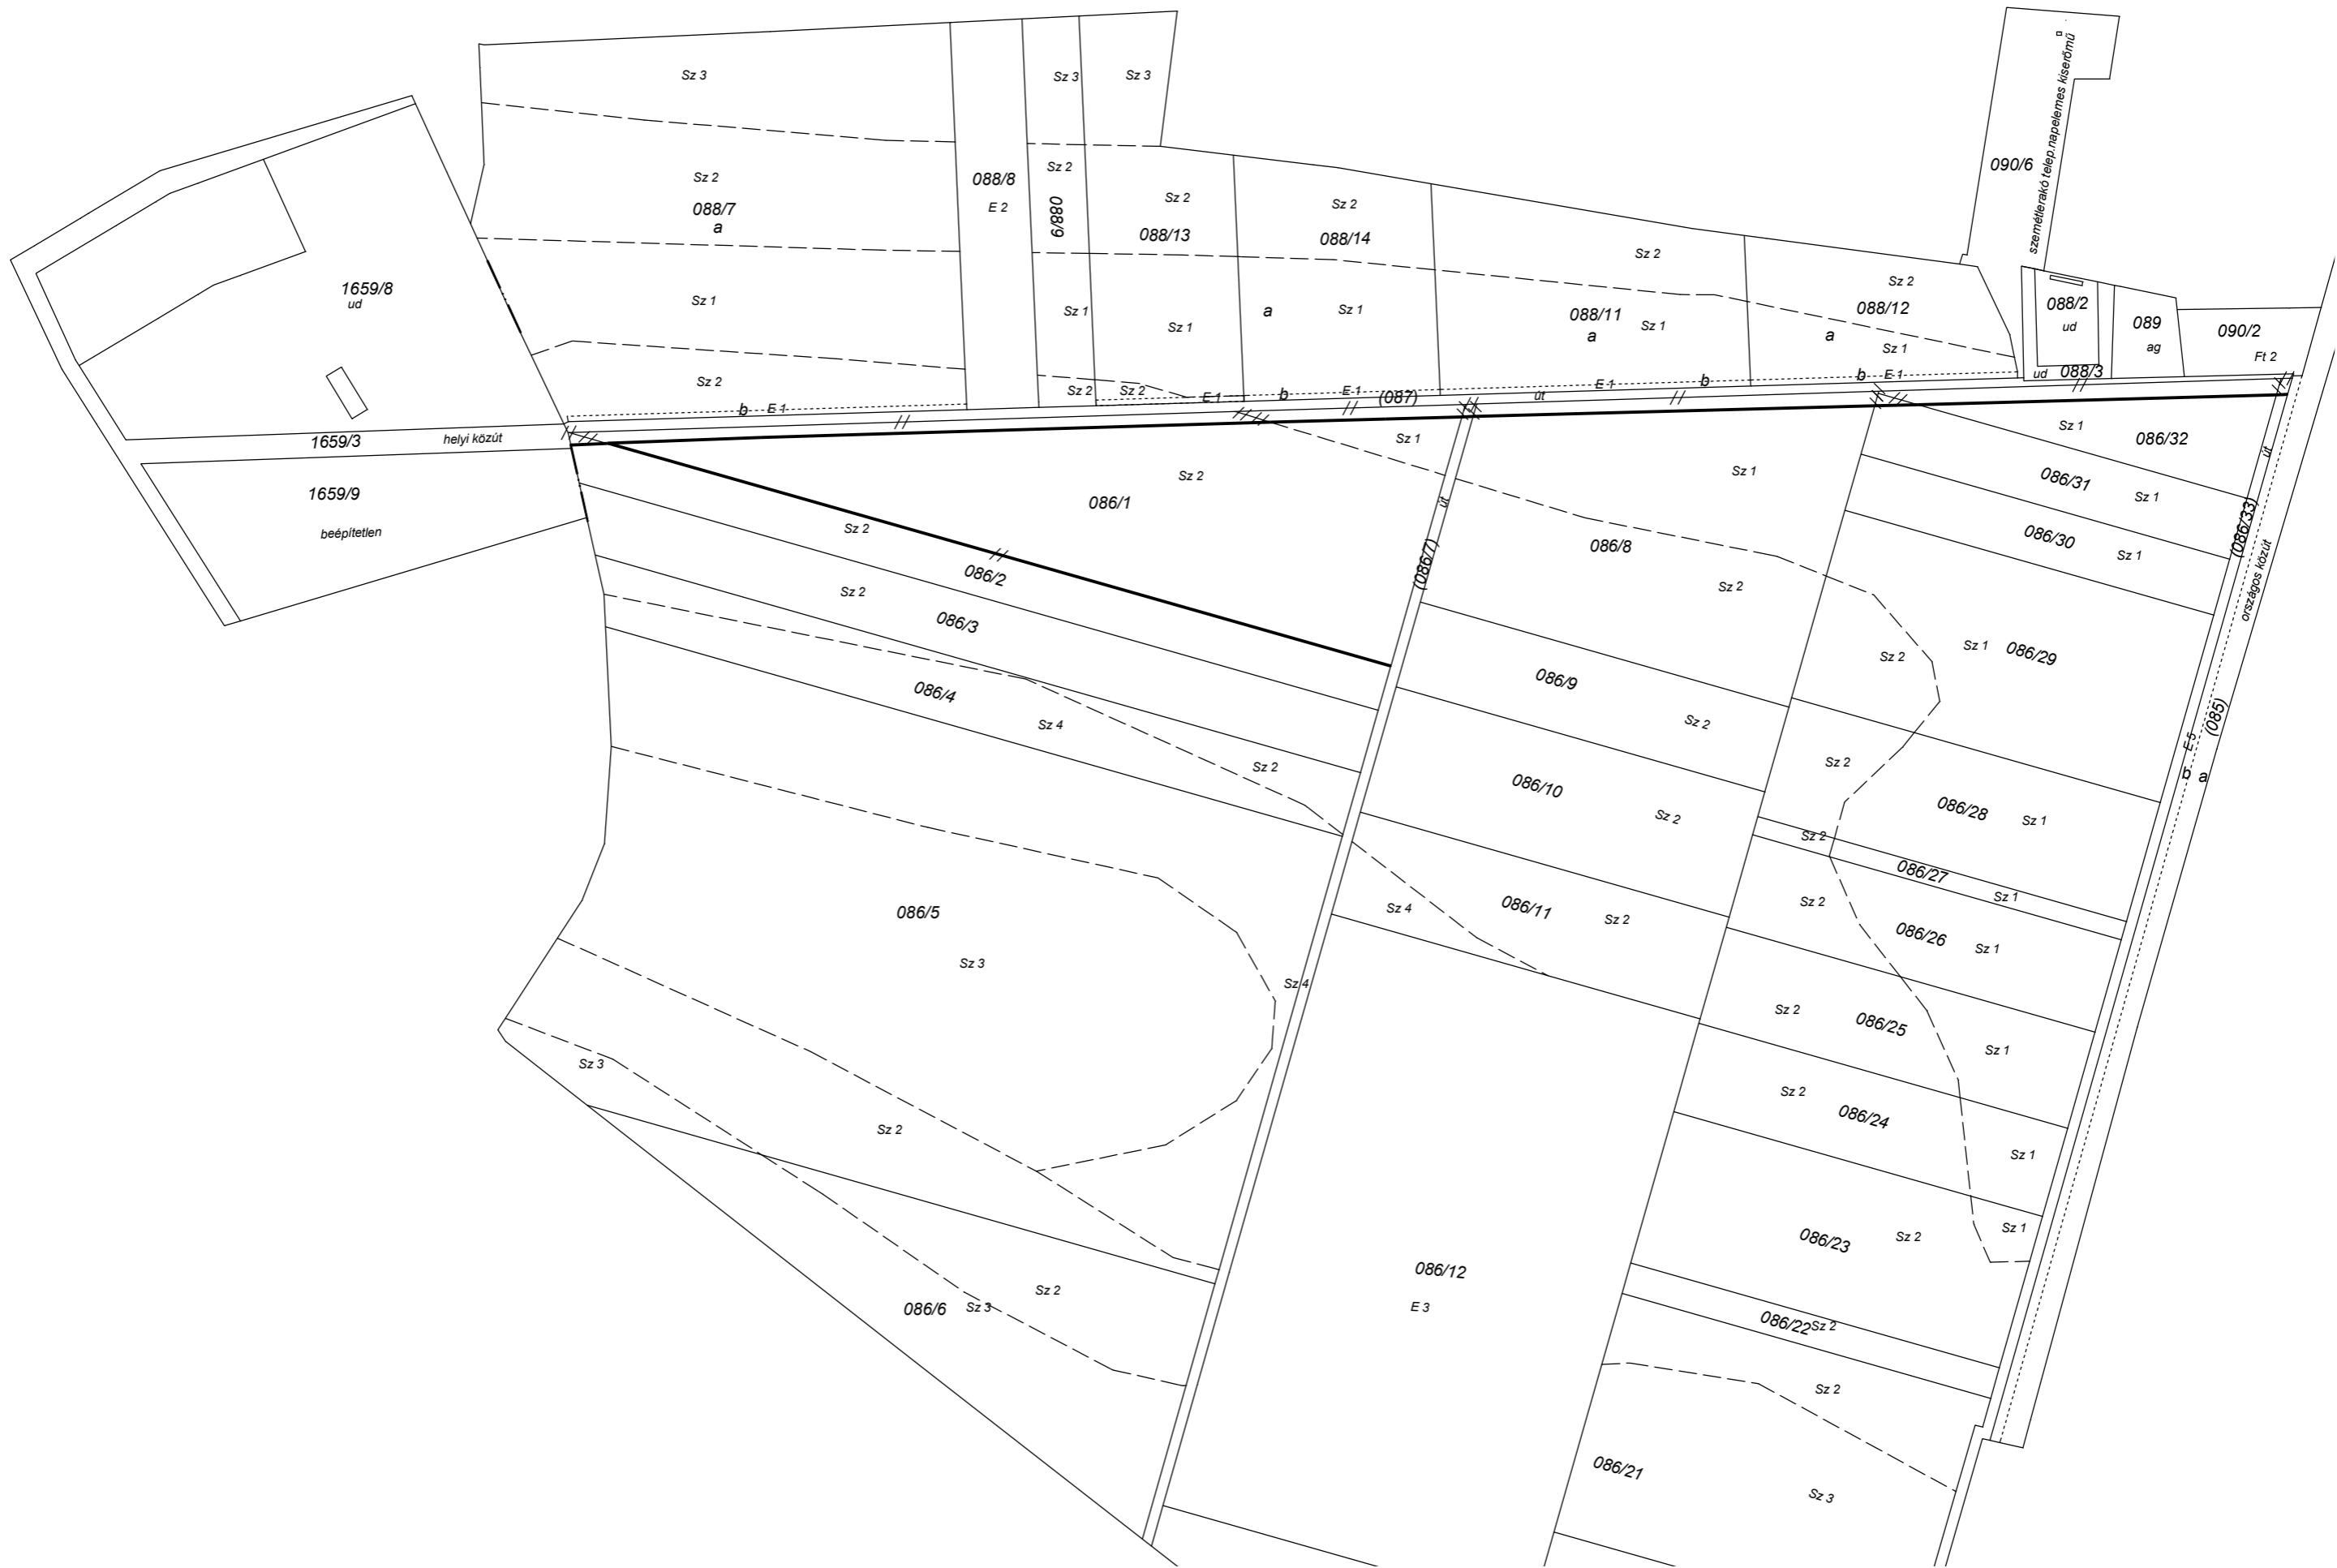 Sz 3
Sz 3
Sz 3
szemétlerakó telep.napelemes kiserőmű
090/6
Sz 2
088/7
a
088/8
E 2
Sz 2
088/9
Sz 2
088/13
Sz 2
088/14
Sz 2
Sz 2
088/12
088/2
ud
089
ag
090/2
Ft 2
1659/8
ud
Sz 1
Sz 1
Sz 1
a
Sz 1
088/11
a
Sz 1
a
Sz 1
ud
088/3
Sz 2
Sz 2
Sz 2
b
E 1
E 1
b
E 1
(087)
út
E 1
b
b
E 1
1659/3
helyi közút
1659/9
beépítetlen
Sz 2
086/1
Sz 1
Sz 1
Sz 1
086/32
út
086/31
Sz 1
086/30
Sz 1
(086/33)
országos közút
Sz 2
086/2
út
(086/7)
086/8
Sz 2
Sz 2
086/3
Sz 2
Sz 1
086/29
086/4
Sz 4
Sz 2
086/9
Sz 2
Sz 2
(085)
E 5
b
a
086/10
Sz 2
086/28
Sz 1
Sz 2
086/27
Sz 1
086/5
Sz 3
Sz 4
Sz 4
086/11
Sz 2
Sz 2
086/26
Sz 1
Sz 2
086/25
Sz 1
Sz 3
Sz 2
Sz 2
086/24
Sz 1
086/6
Sz 3
Sz 2
086/12
E 3
086/23
Sz 2
Sz 1
086/22
Sz 2
Sz 2
086/21
Sz 3